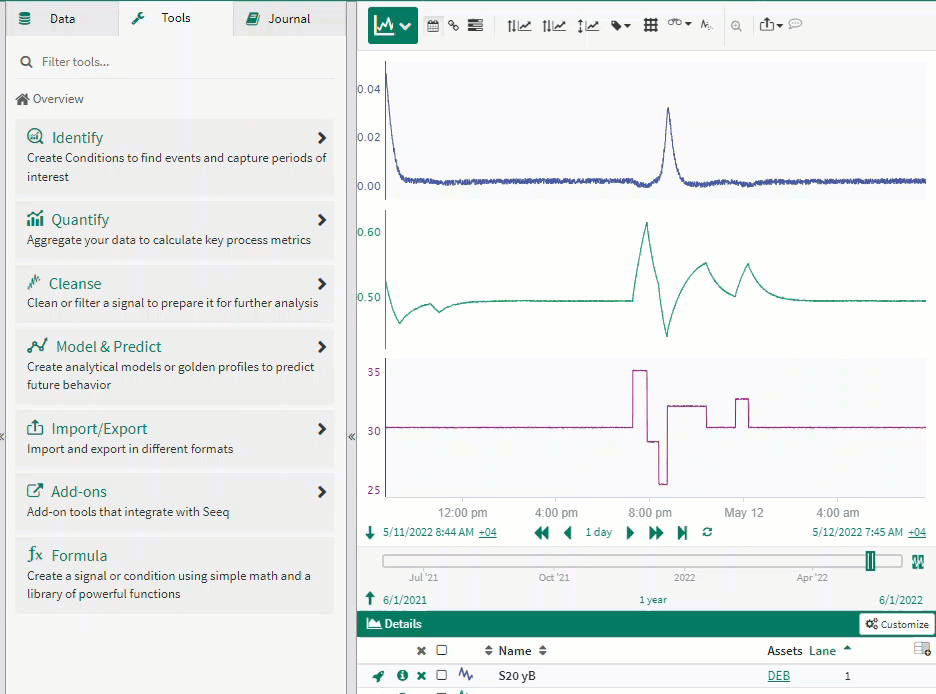 Data
Tools
Journal
Filter tools...
Overview
Identify
Create Conditions to find events and capture periods of
interest
Quantify
Aggregate your data to calculate key process metrics
Cleanse
Clean or filter a signal to prepare it for further analysis
Model & Predict
Create analytical models or golden profiles to predict
future behavior
Import/Export
Import and export in different formats
Add-ons
Add-on tools that integrate with Seeq
Formula
Create a signal or condition using simple math and a
library of powerful functions
0.04
0.02
0.00
0.60
0.50
35
30
25
12:00 pm 4:00 pm 8:00 pm May 12 4:00 am
5/11/2022 8:44 AM +04 1 day 5/12/2022 7:45 AM +04
Jul '21 Oct '21 2022 Apr '22
6/1/2021 1 year 6/1/2022
Details Customize
Name Assets Lane
S20 yB DEB 1